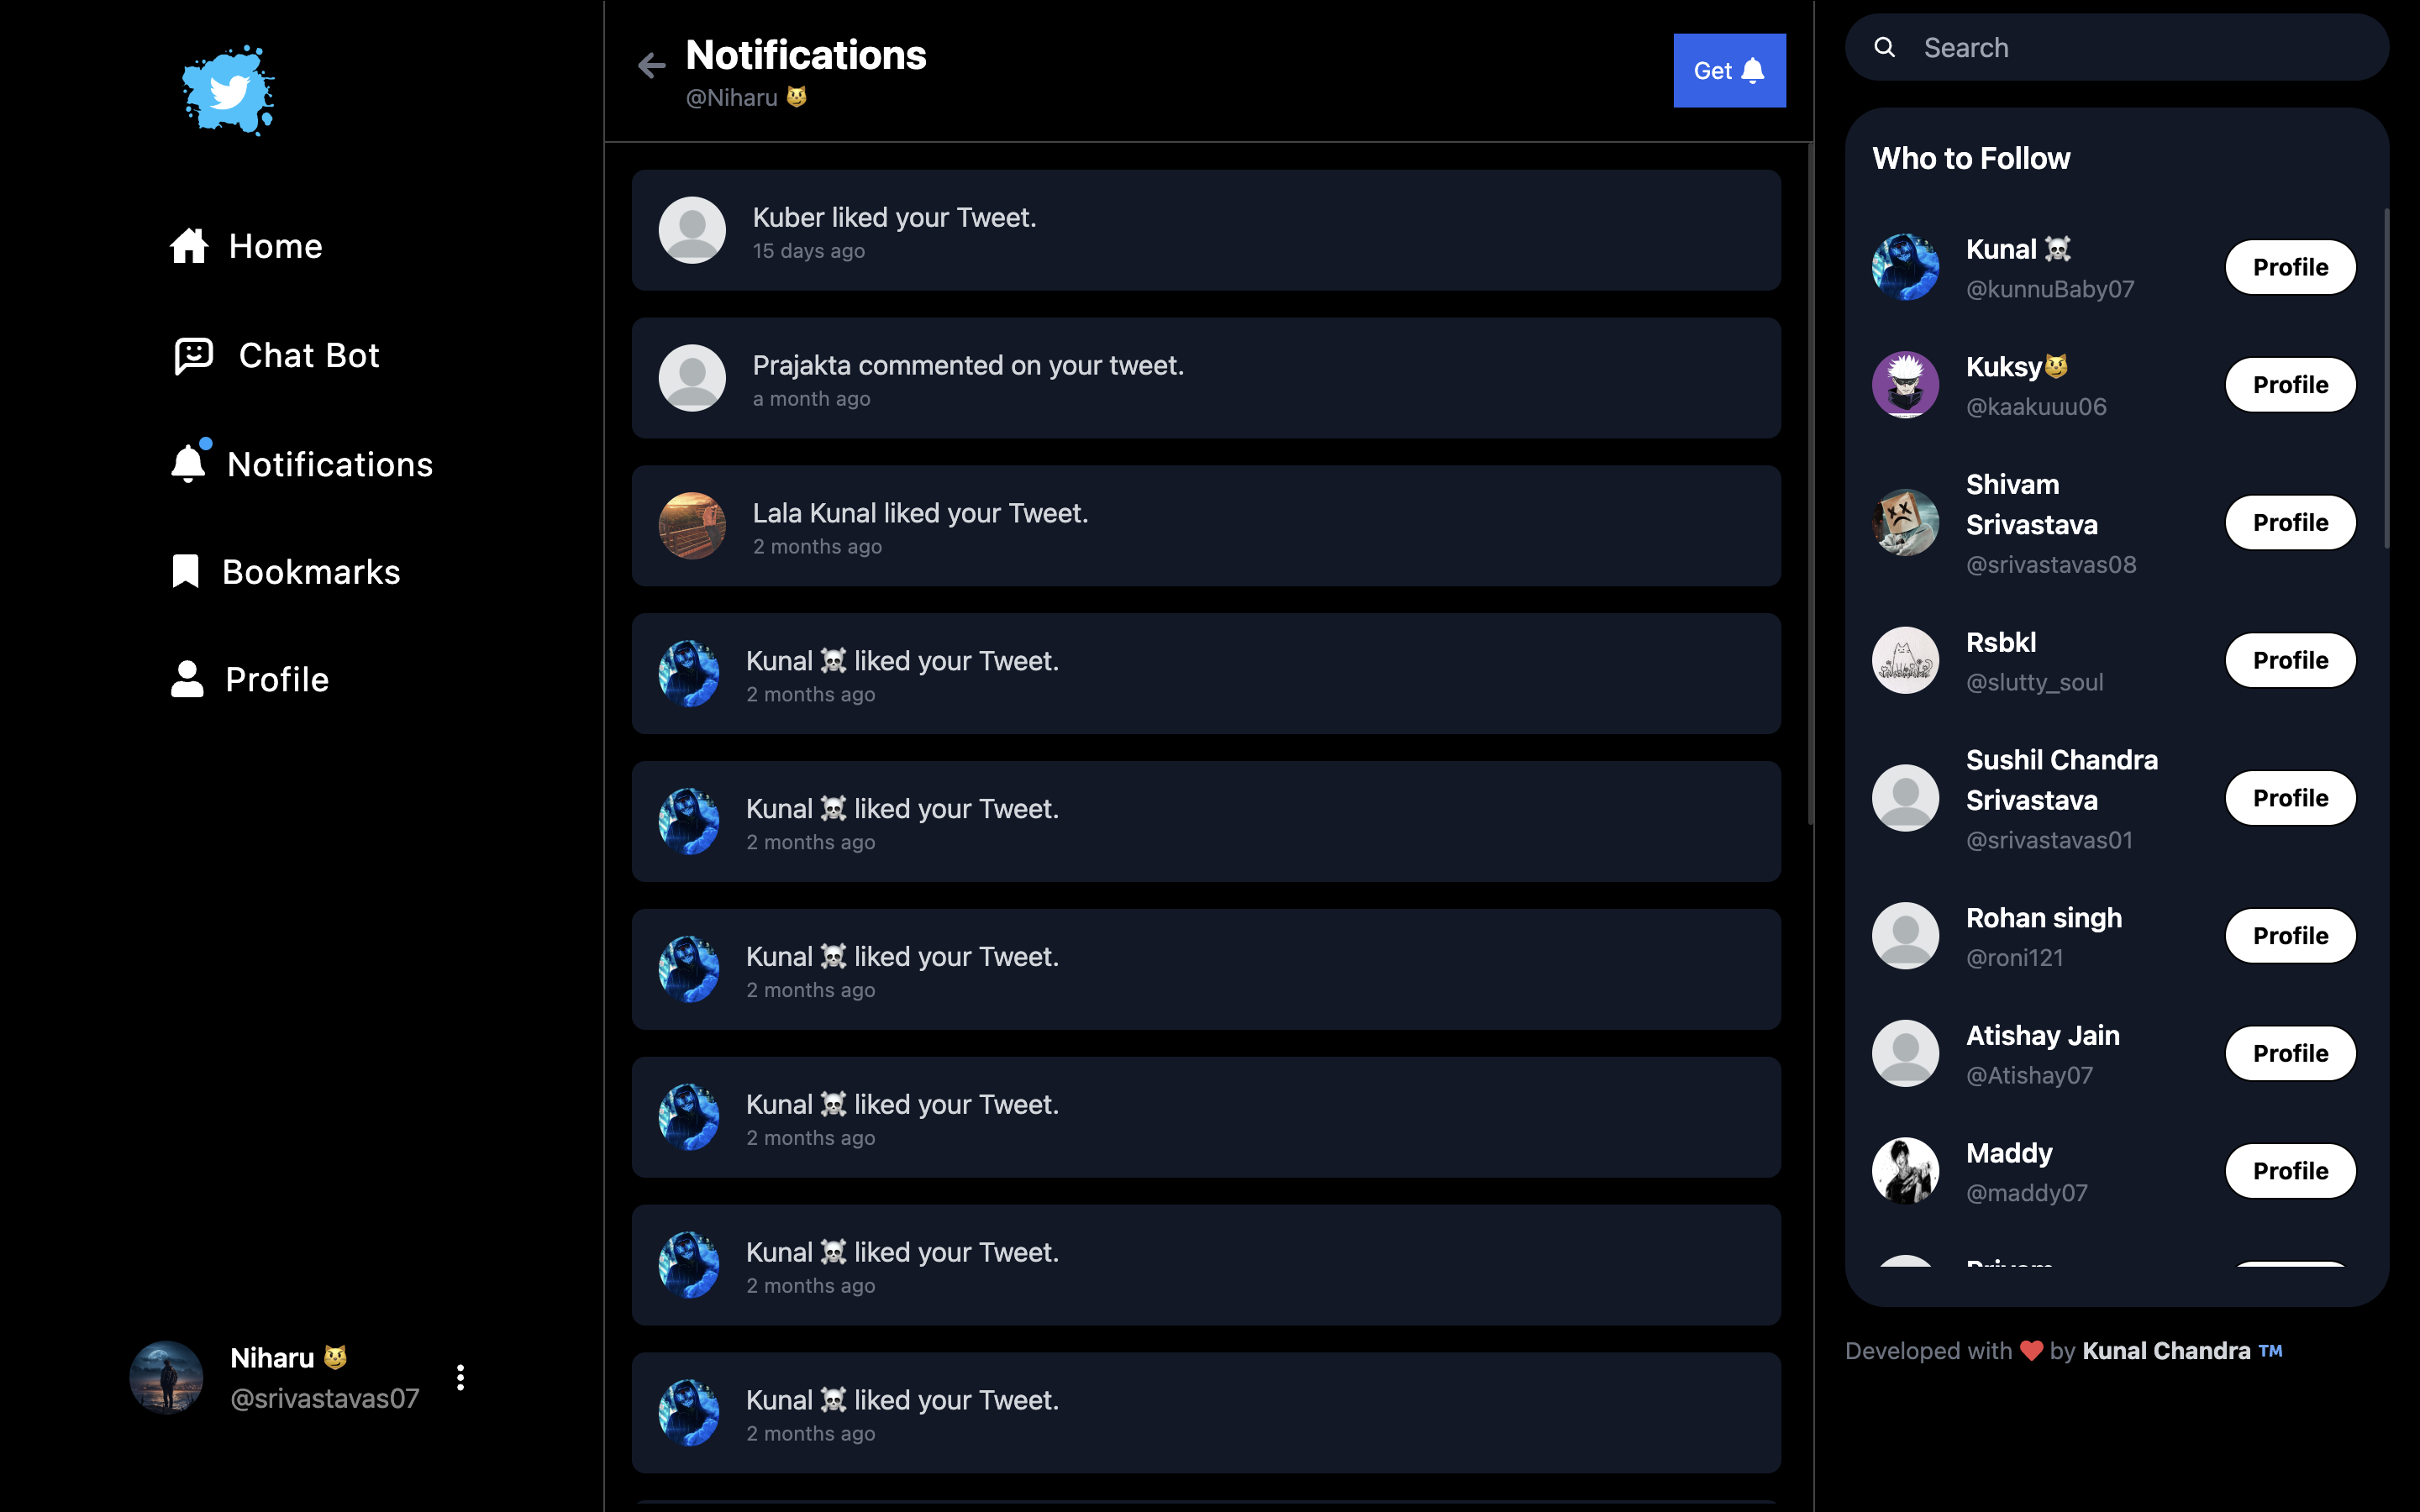 Home
Chat Bot
Notifications
Bookmarks
Profile
Niharu 😼
@srivastavas07
Notifications
@Niharu 😼
Get
Kuber liked your Tweet.
15 days ago
Prajakta commented on your tweet.
a month ago
Lala Kunal liked your Tweet.
2 months ago
Kunal ☠️ liked your Tweet.
2 months ago
Kunal ☠️ liked your Tweet.
2 months ago
Kunal ☠️ liked your Tweet.
2 months ago
Kunal ☠️ liked your Tweet.
2 months ago
Kunal ☠️ liked your Tweet.
2 months ago
Kunal ☠️ liked your Tweet.
2 months ago
Search
Who to Follow
Kunal ☠️
@kunnuBaby07
Profile
Kuksy😼
@kaakuuu06
Profile
Shivam
Srivastava
@srivastavas08
Profile
Rsbkl
@slutty_soul
Profile
Sushil Chandra
Srivastava
@srivastavas01
Profile
Rohan singh
@roni121
Profile
Atishay Jain
@Atishay07
Profile
Maddy
@maddy07
Profile
Developed with ❤️ by Kunal Chandra ™